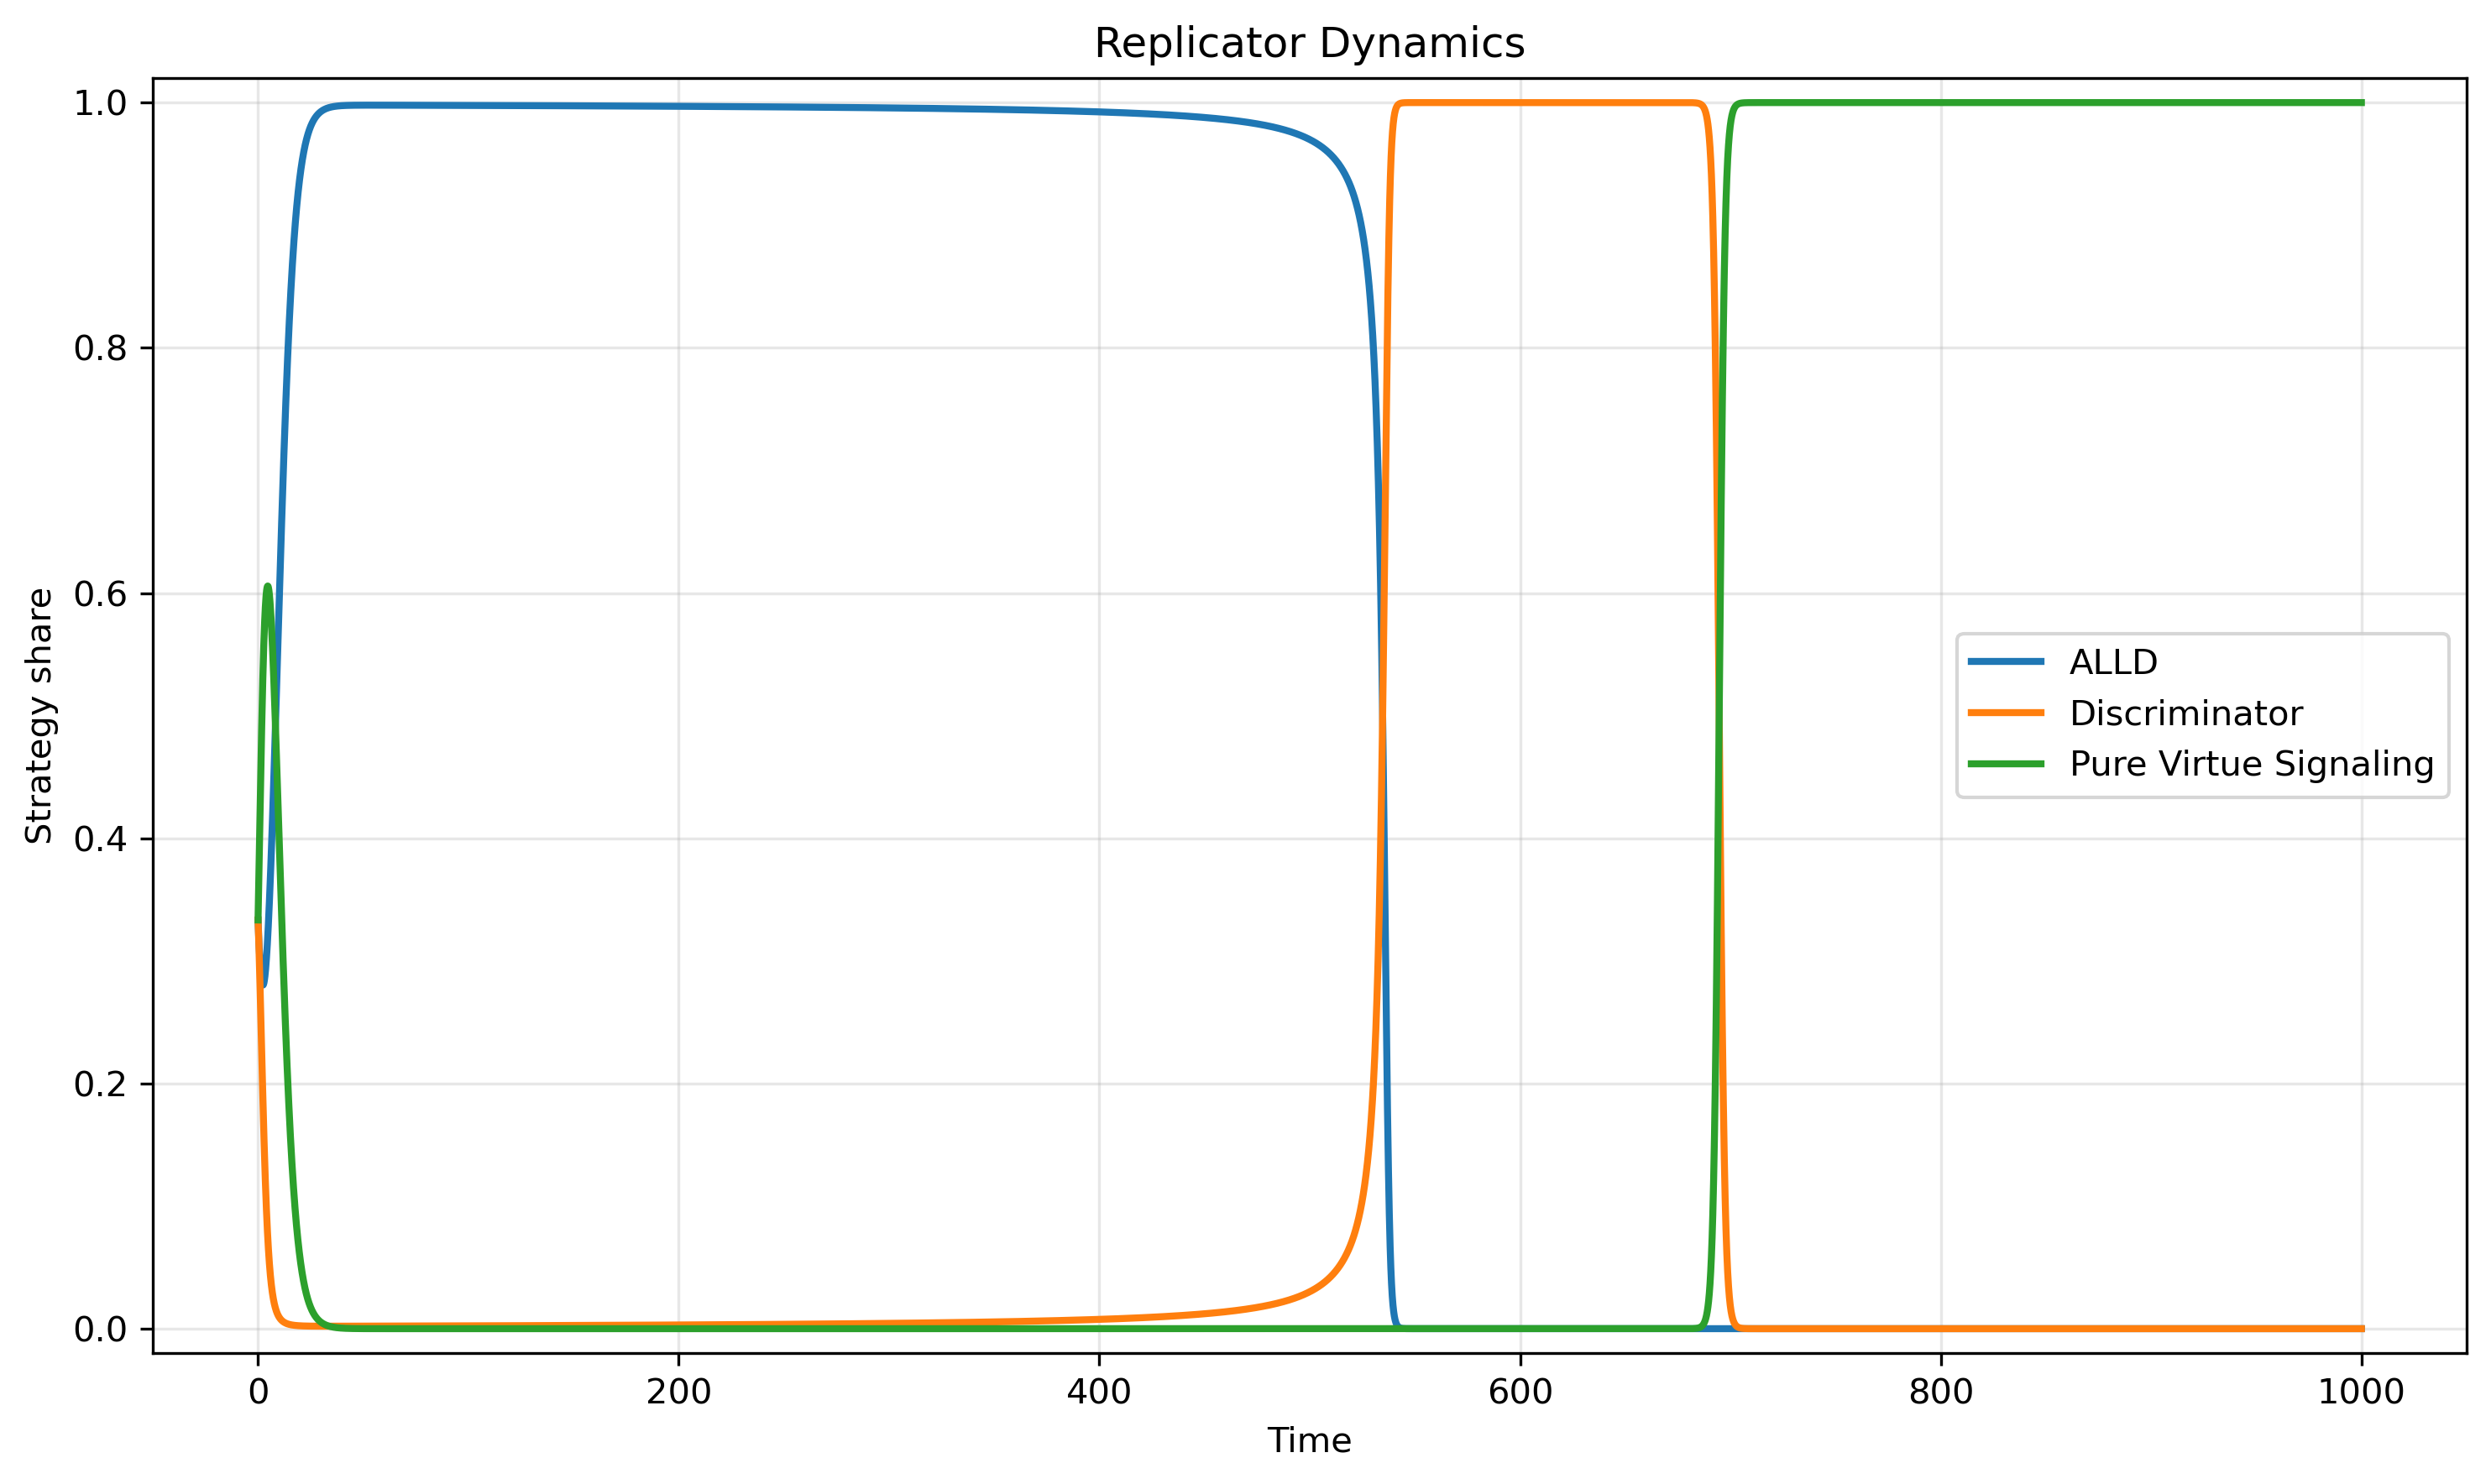 Replicator Dynamics
Strategy share
1.0
0.8
0.6
0.4
0.2
0.0
ALLD
Discriminator
Pure Virtue Signaling
0 200 400 600 800 1000
Time